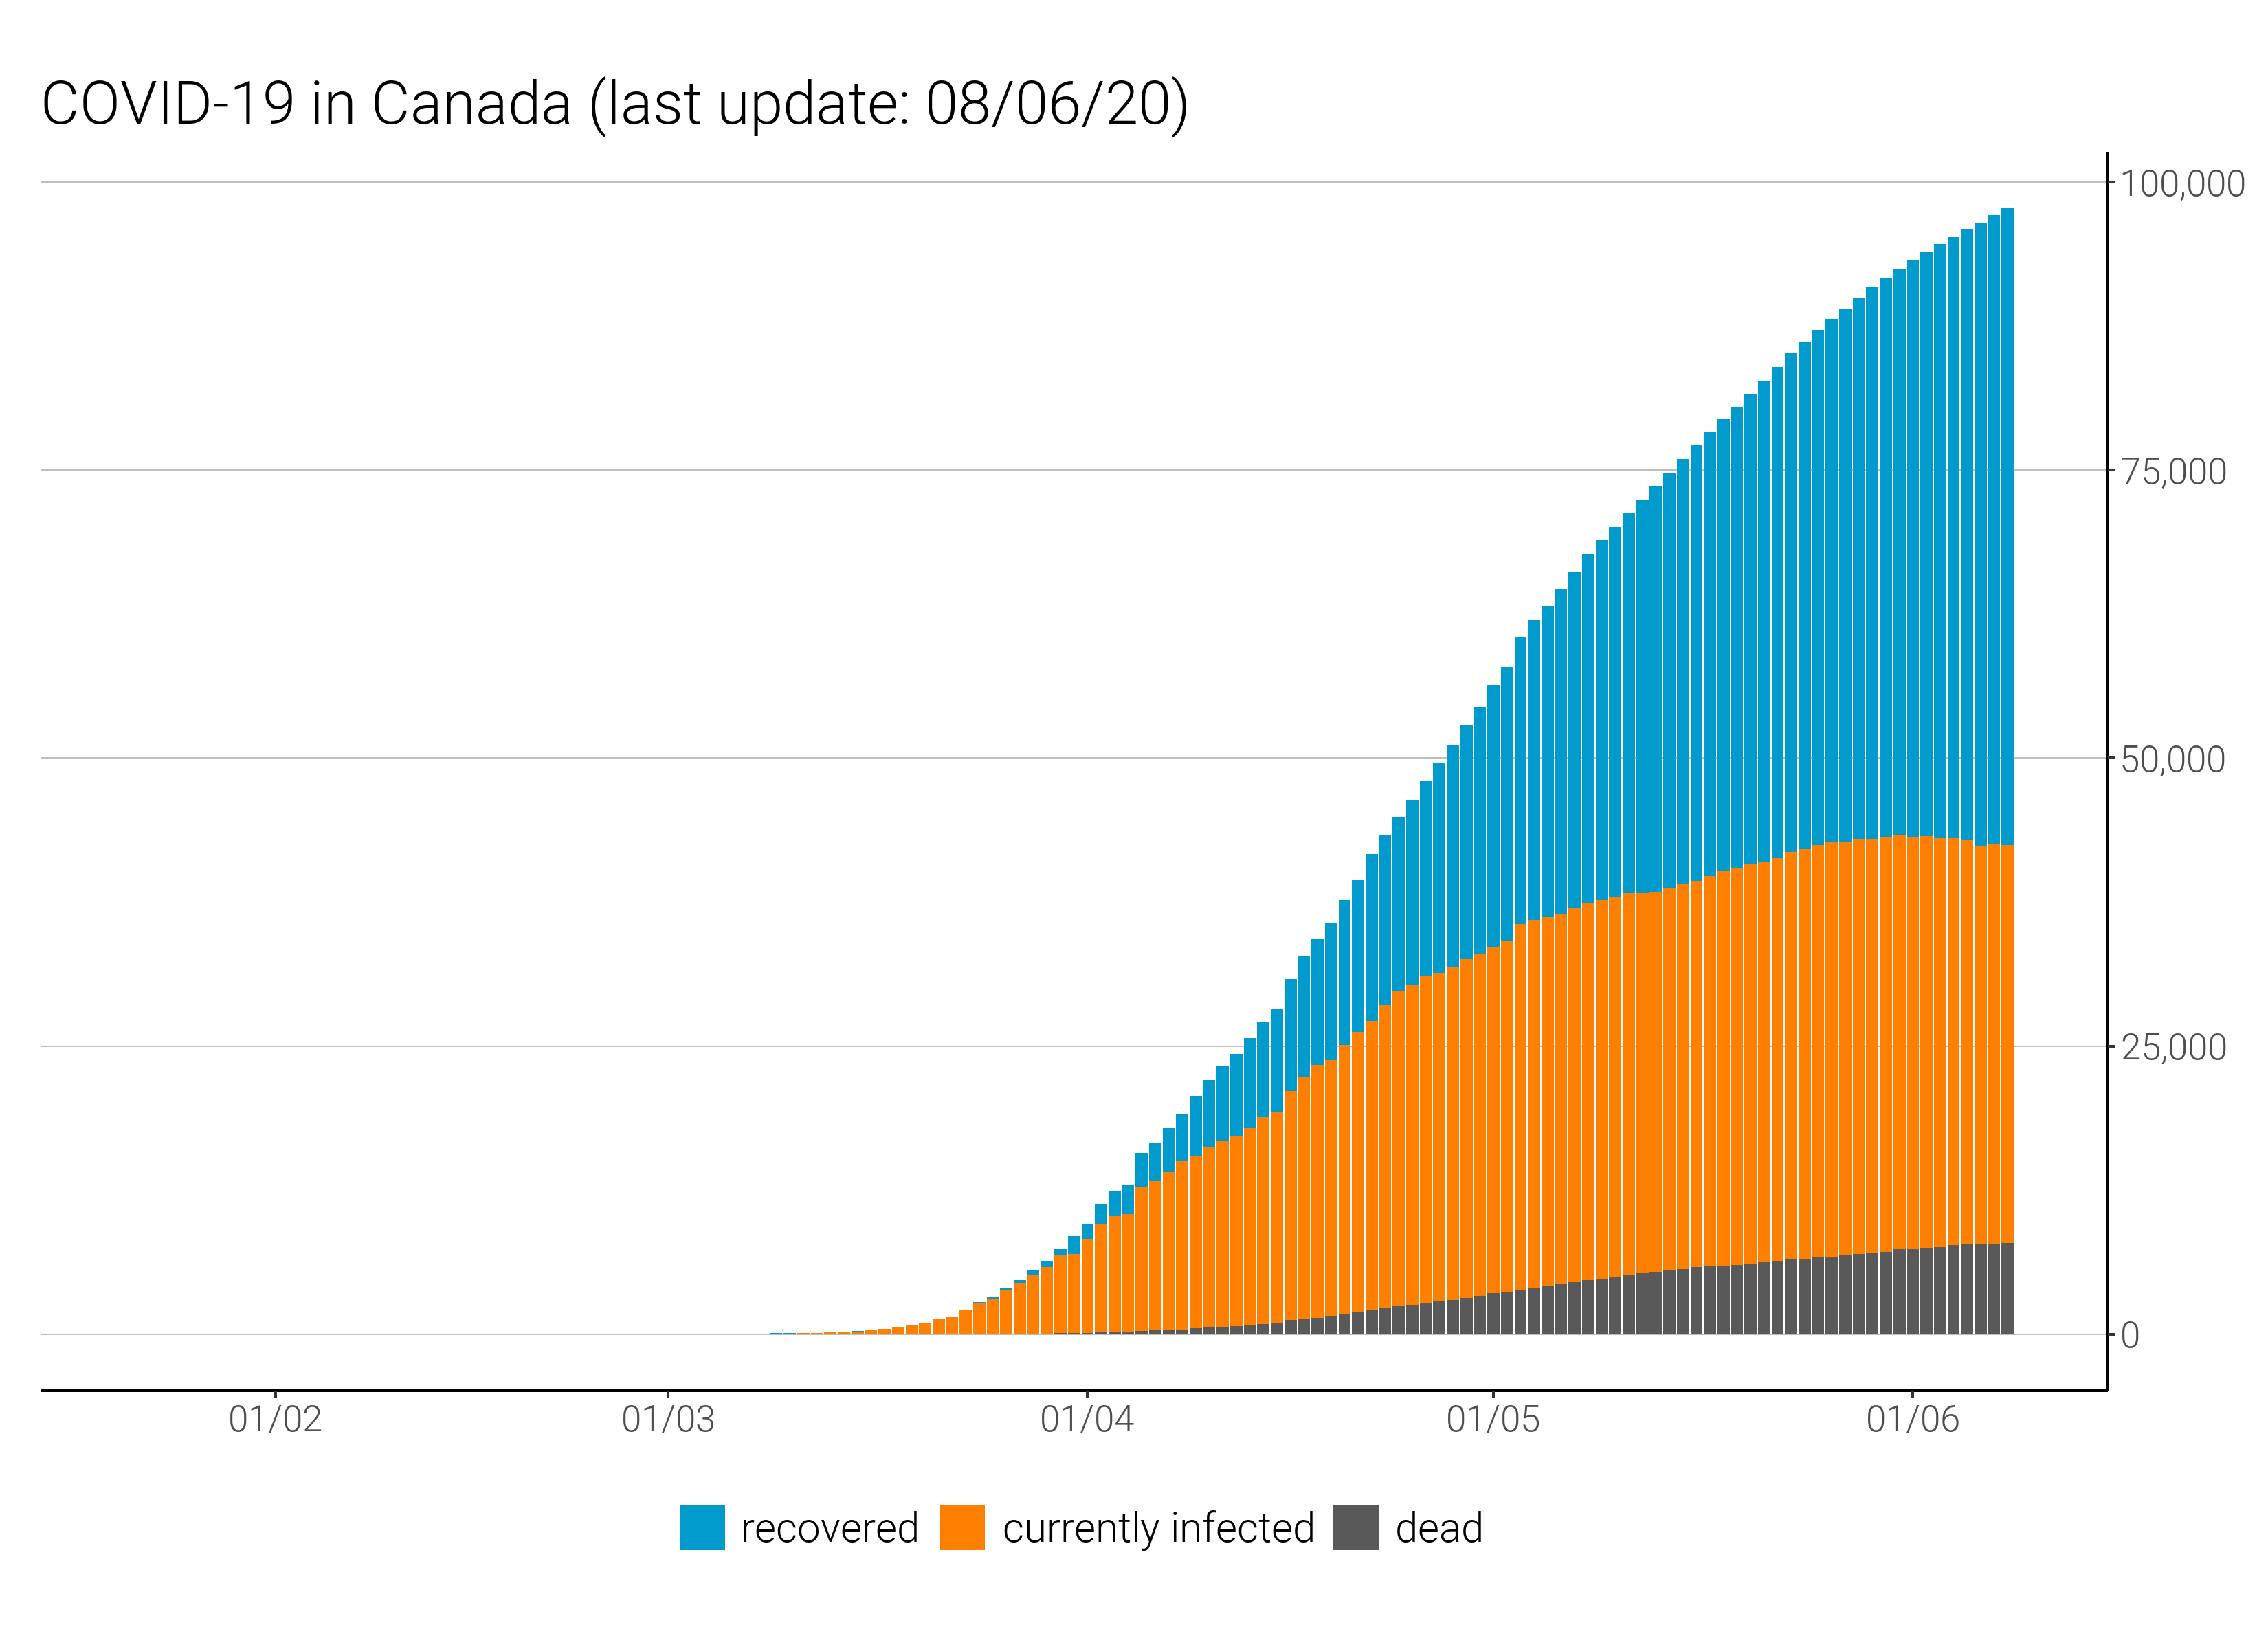 COVID-19 in Canada (last update: 08/06/20)
100,000
75,000
50,000
25,000
0
01/02 01/03 01/04 01/05 01/06
recovered currently infected dead